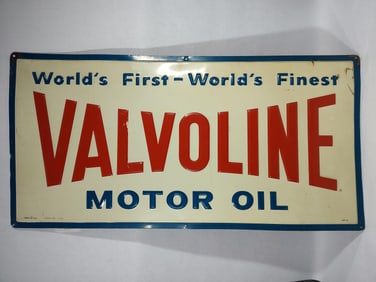 World's First-World's Finest
VALVOLINE
MOTOR OIL